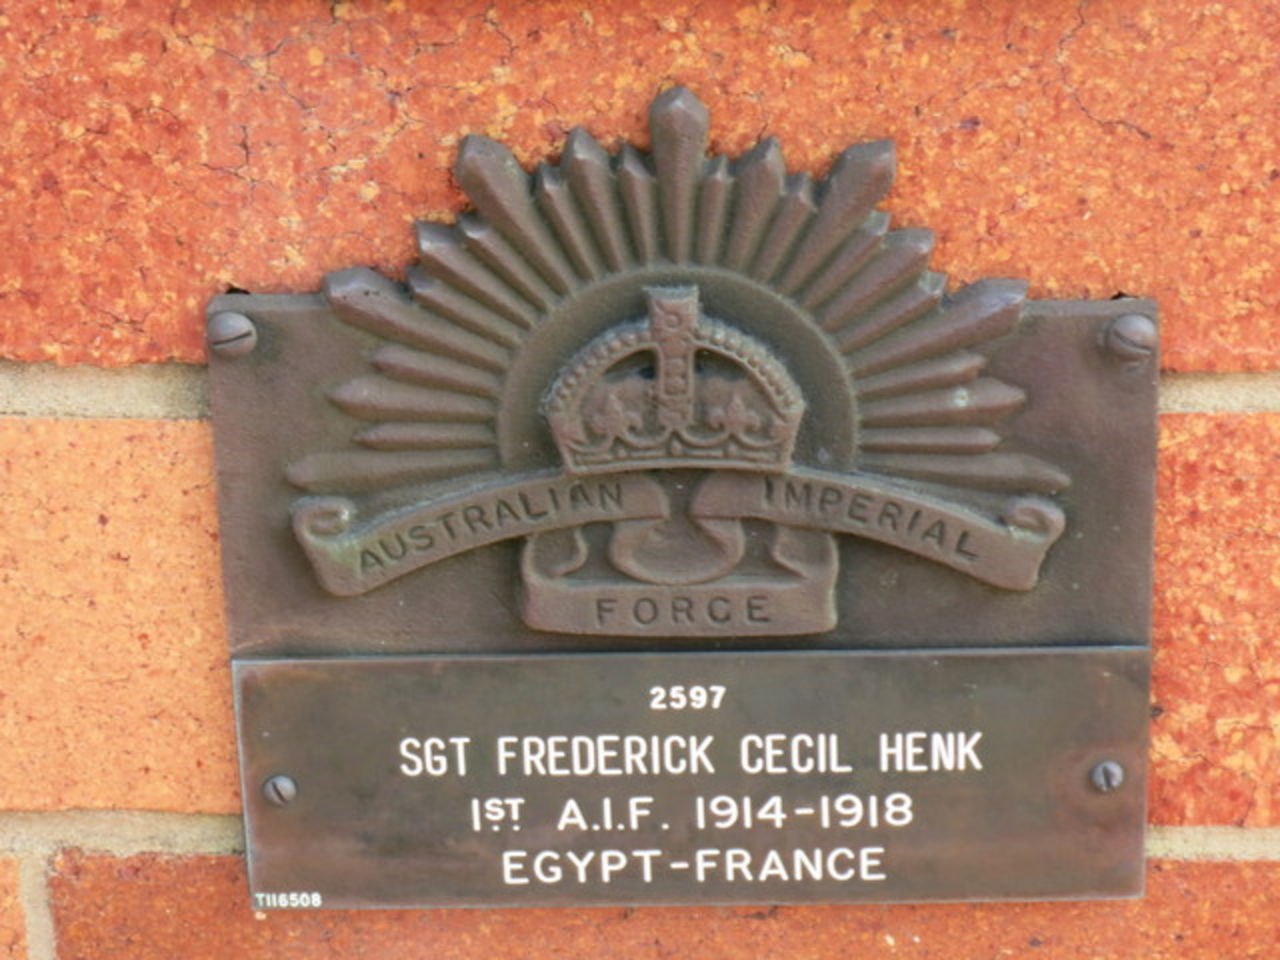 AUSTRALIAN IMPERIAL
FORCE
2597
SGT FREDERICK CECIL HENK
1ST A.I.F. 1914-1918
EGYPT-FRANCE
T116508